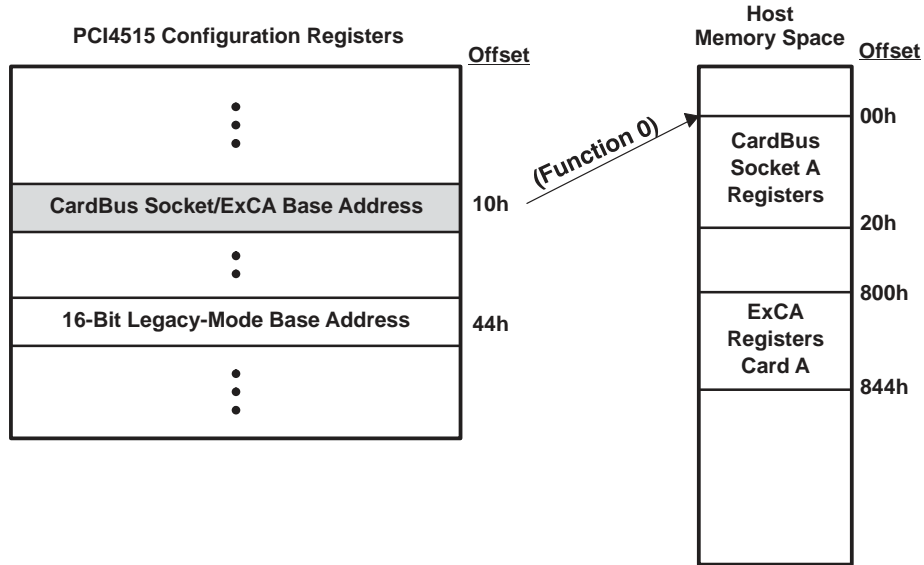 PCI4515 Configuration Registers
Offset
CardBus Socket/ExCA Base Address
10h
16-Bit Legacy-Mode Base Address
44h
(Function 0)
Host
Memory Space
Offset
00h
CardBus
Socket A
Registers
20h
800h
ExCA
Registers
Card A
844h